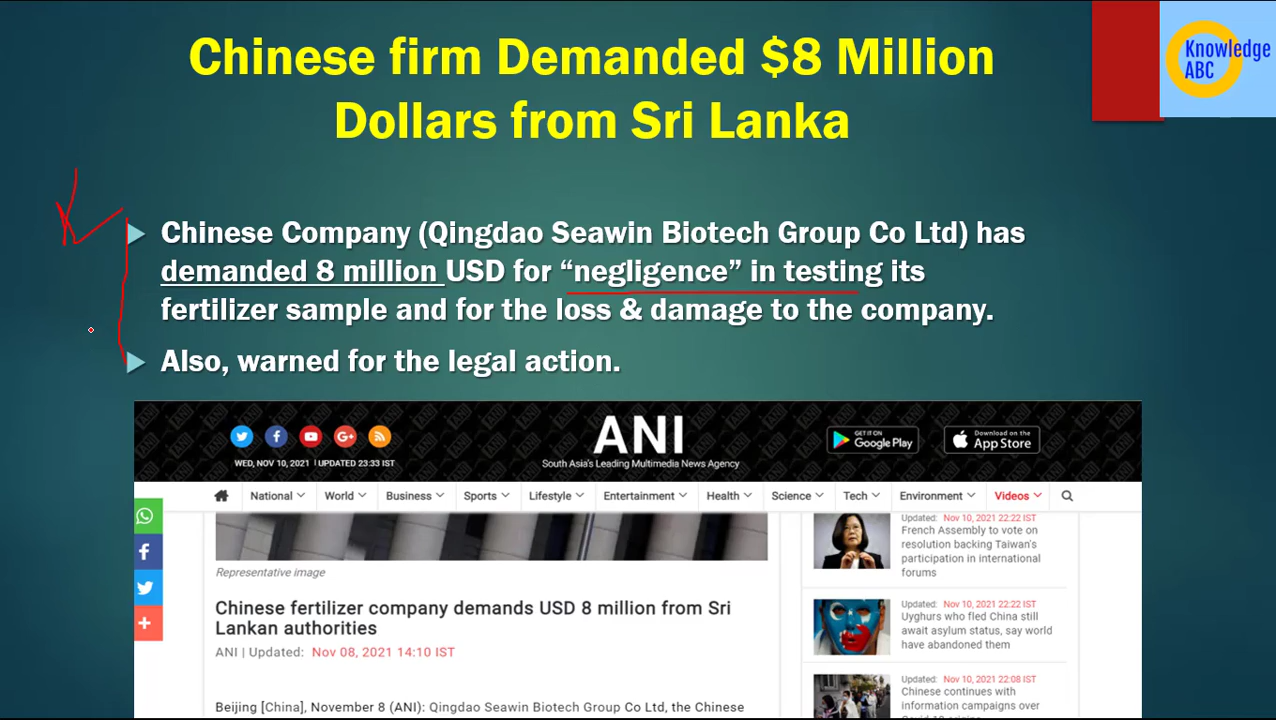 Chinese firm Demanded $8 Million
Dollars from Sri Lanka
Knowledge
ABC
Chinese Company (Qingdao Seawin Biotech Group Co Ltd) has
demanded 8 million USD for “negligence” in testing its
fertilizer sample and for the loss & damage to the company.
Also, warned for the legal action.
ANI
South Asia's Leading Multimedia News Agency
WED, NOV 10, 2021 | UPDATED 23:33 IST
GET IT ON
Google Play
Download on the
App Store
National
World
Business
Sports
Lifestyle
Entertainment
Health
Science
Tech
Environment
Videos
Representative image
Chinese fertilizer company demands USD 8 million from Sri
Lankan authorities
ANI | Updated: Nov 08, 2021 14:10 IST
Beijing [China], November 8 (ANI): Qingdao Seawin Biotech Group Co Ltd, the Chinese
Updated: Nov 10, 2021 22:22 IST
French Assembly to vote on
resolution backing Taiwan's
participation in international
forums
Updated: Nov 10, 2021 22:22 IST
Uyghurs who fled China still
await asylum status, say world
have abandoned them
Updated: Nov 10, 2021 22:08 IST
Chinese continues with
information campaigns over